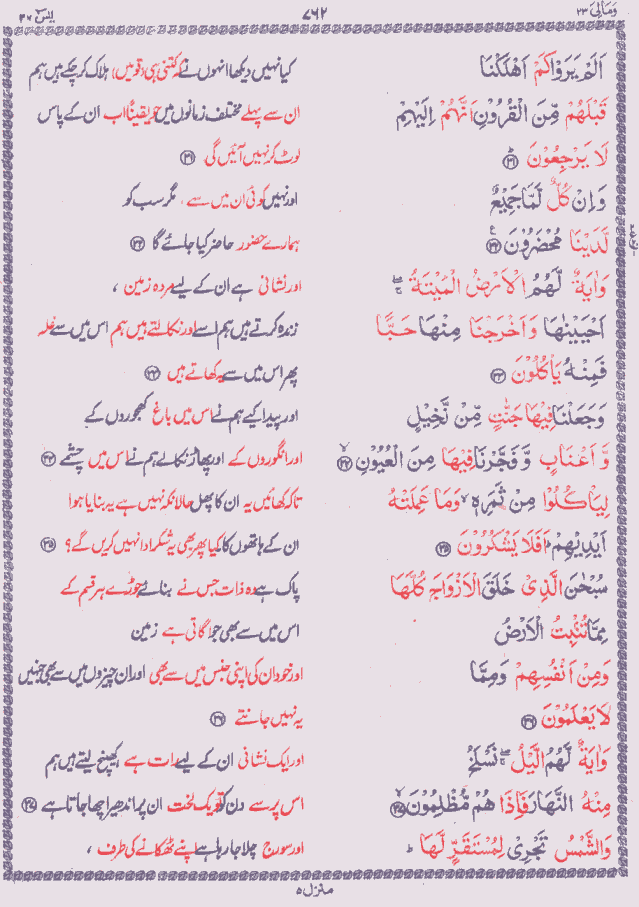 وَمَالِیَ ۲۳ ۷۶۲ یٰسٓ ۳۶
اَلَمْ یَرَوْا كَمْ اَهْلَكْنَا کیا نہیں دیکھا انہوں نے کہ کتنی ہی (قومیں) ہلاک کر چکے ہیں ہم
قَبْلَهُمْ مِّنَ الْقُرُوْنِ اَنَّهُمْ اِلَیْهِمْ ان سے پہلے مختلف زمانوں میں جو یقیناً اب ان کے پاس
لَا یَرْجِعُوْنَ ۳۱ لوٹ کر نہیں آئیں گی ۳۱
وَاِنْ كُلٌّ لَّمَّا جَمِیْعٌ اور نہیں کوئی ان میں سے ، مگر سب کو
لَّدَیْنَا مُحْضَرُوْنَ ۳۲ ہمارے حضور حاضر کیا جائے گا ۳۲
وَاٰیَةٌ لَّهُمُ الْاَرْضُ الْمَیْتَةُ اور نشانی ہے ان کے لیے مردہ زمین ،
اَحْیَیْنٰهَا وَاَخْرَجْنَا مِنْهَا حَبًّا زندہ کرتے ہیں ہم اسے اور نکالتے ہیں ہم اس میں سے غلہ
فَمِنْهُ یَاْكُلُوْنَ ۳۳ پھر اس میں سے یہ کھاتے ہیں ۳۳
وَجَعَلْنَا فِیْهَا جَنّٰتٍ مِّنْ نَّخِیْلٍ اور پیدا کیے ہم نے اس میں باغ کھجوروں کے
وَّاَعْنَابٍ وَّفَجَّرْنَا فِیْهَا مِنَ الْعُیُوْنِ ۳۴ اور انگوروں کے اور پھاڑ نکالے ہم نے اس میں چشمے ۳۴
لِیَاْكُلُوْا مِنْ ثَمَرِهٖ وَمَا عَمِلَتْهُ تاکہ کھائیں یہ ان کا پھل حالانکہ نہیں ہے یہ بنایا ہوا
اَیْدِیْهِمْ اَفَلَا یَشْكُرُوْنَ ۳۵ ان کے ہاتھوں کا کیا پھر بھی یہ شکر ادا نہیں کریں گے؟ ۳۵
سُبْحٰنَ الَّذِیْ خَلَقَ الْاَزْوَاجَ كُلَّهَا پاک ہے وہ ذات جس نے بنائے جوڑے ہر قسم کے
مِمَّا تُنْۢبِتُ الْاَرْضُ اس میں سے بھی جو اگاتی ہے زمین
وَمِنْ اَنْفُسِهِمْ وَمِمَّا اور خود ان کی اپنی جنس میں سے بھی اور ان چیزوں میں سے بھی جنہیں
لَا یَعْلَمُوْنَ ۳۶ یہ نہیں جانتے ۳۶
وَاٰیَةٌ لَّهُمُ الَّیْلُ نَسْلَخُ اور ایک نشانی ان کے لیے رات ہے کھینچ لیتے ہیں ہم
مِنْهُ النَّهَارَ فَاِذَا هُمْ مُّظْلِمُوْنَ ۳۷ اس پر سے دن کو تو یک لخت ان پر اندھیرا چھا جاتا ہے ۳۷
وَالشَّمْسُ تَجْرِیْ لِمُسْتَقَرٍّ لَّهَا ط اور سورج چلا جا رہا ہے اپنے ٹھکانے کی طرف ،
منزل ۵